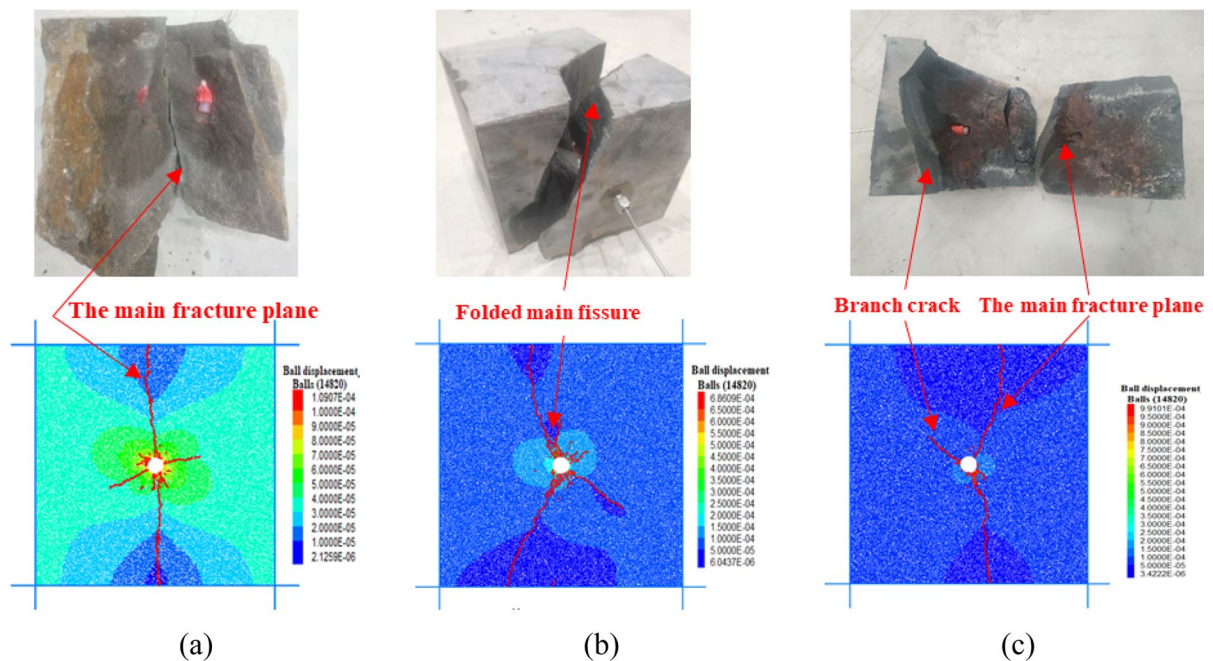 The main fracture plane
Folded main fissure
Branch crack
The main fracture plane
Ball displacement
Balls (14820)
1.0907E-04
1.0000E-04
9.0000E-05
8.0000E-05
7.0000E-05
6.0000E-05
5.0000E-05
4.0000E-05
3.0000E-05
2.0000E-05
1.0000E-05
2.1259E-06
Ball displacement
Balls (14820)
6.8609E-04
6.5000E-04
6.0000E-04
5.5000E-04
5.0000E-04
4.5000E-04
4.0000E-04
3.5000E-04
3.0000E-04
2.5000E-04
2.0000E-04
1.5000E-04
1.0000E-04
5.0000E-05
6.0437E-06
Ball displacement
Balls (14820)
9.9101E-04
9.5000E-04
9.0000E-04
8.5000E-04
8.0000E-04
7.5000E-04
7.0000E-04
6.5000E-04
6.0000E-04
5.5000E-04
5.0000E-04
4.5000E-04
4.0000E-04
3.5000E-04
3.0000E-04
2.5000E-04
2.0000E-04
1.5000E-04
1.0000E-04
5.0000E-05
3.4222E-06
(a)
(b)
(c)